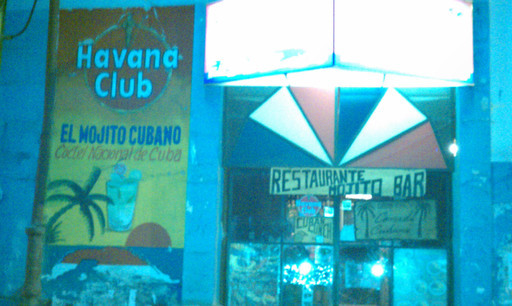 Havana
Club
EL MOJITO CUBANO
Coctel Nacional de Cuba
RESTAURANTE
MOJITO BAR